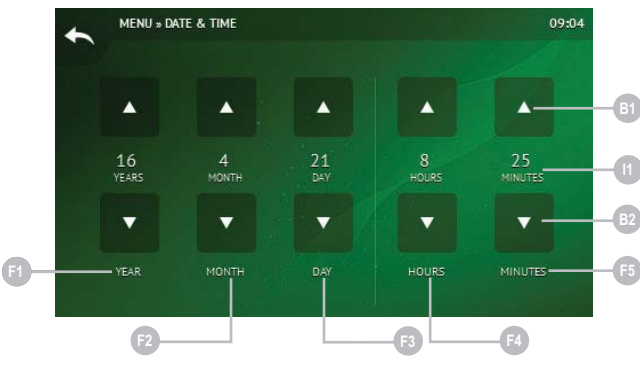 MENU » DATE & TIME 09:04
B1
16 4 21 8 25
YEARS MONTH DAY HOURS MINUTES
I1
B2
YEAR MONTH DAY HOURS MINUTES
F1
F5
F2 F3 F4